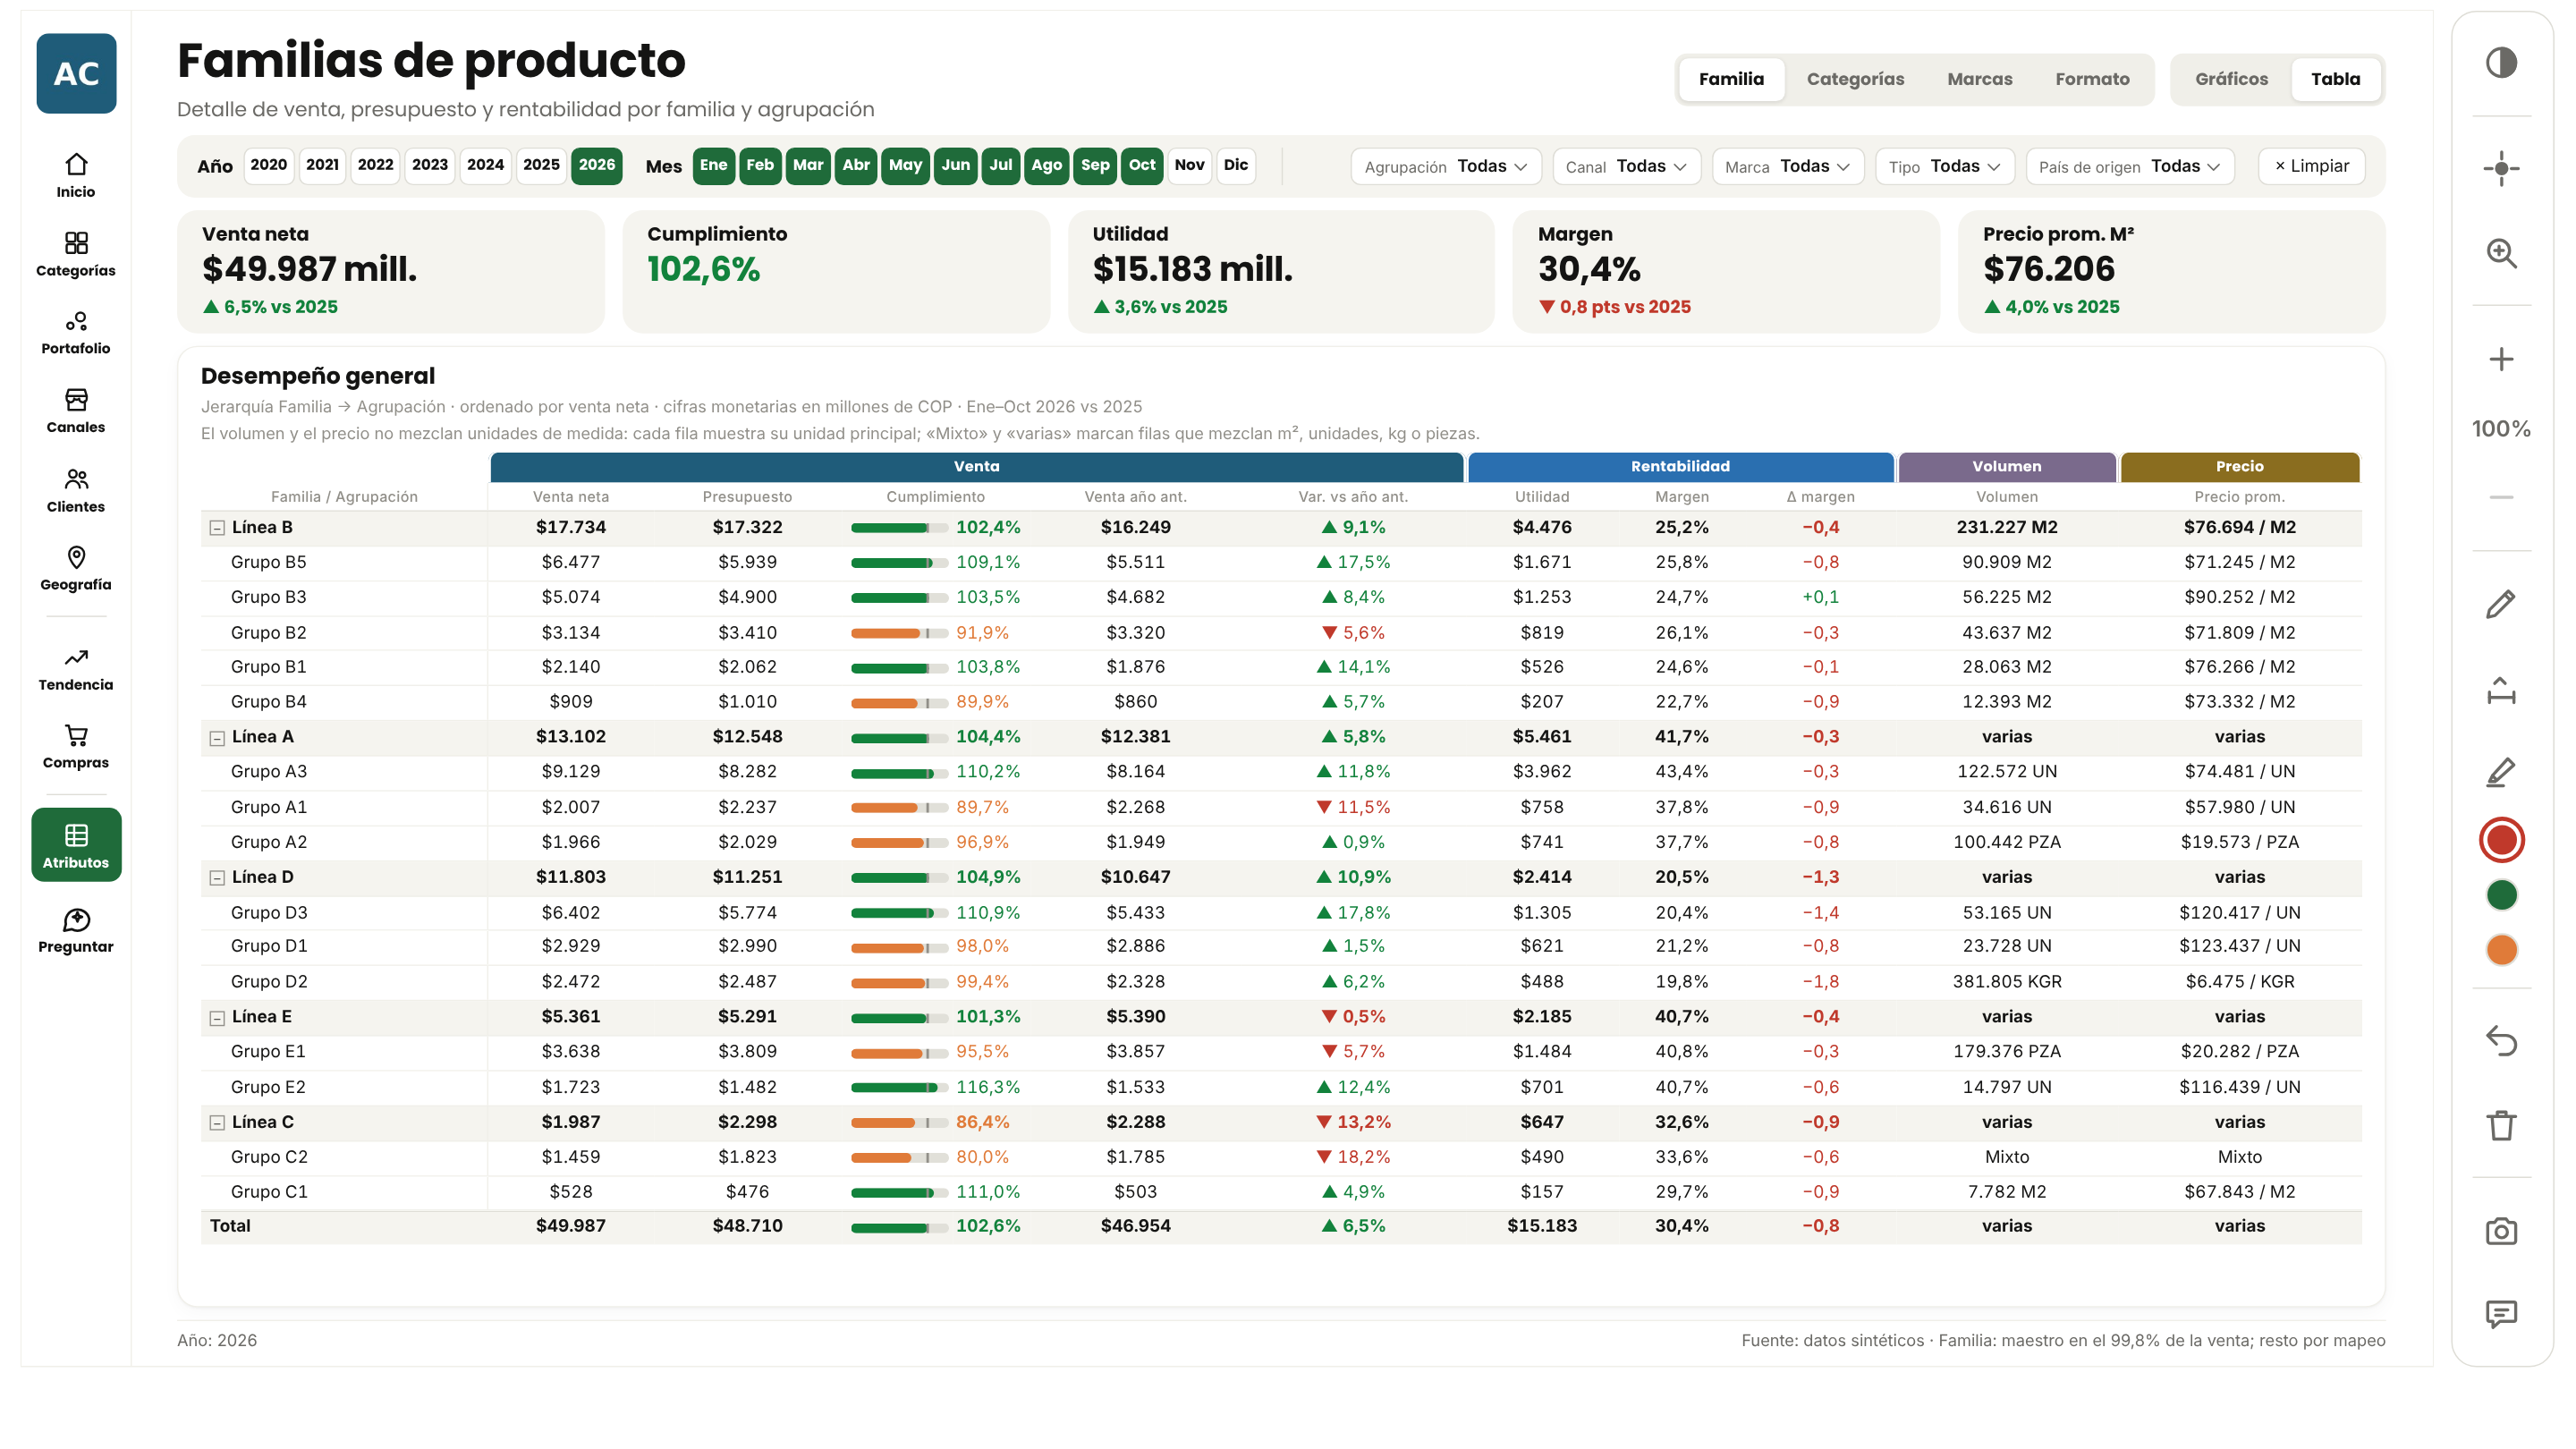 AC
Inicio
Categorías
Portafolio
Canales
Clientes
Geografía
Tendencia
Compras
Atributos
Preguntar
Familias de producto
Detalle de venta, presupuesto y rentabilidad por familia y agrupación
Familia Categorías Marcas Formato Gráficos Tabla
Año 2020 2021 2022 2023 2024 2025 2026 Mes Ene Feb Mar Abr May Jun Jul Ago Sep Oct Nov Dic Agrupación Todas Canal Todas Marca Todas Tipo Todas País de origen Todas × Limpiar
Venta neta
$49.987 mill.
▲ 6,5% vs 2025
Cumplimiento
102,6%
Utilidad
$15.183 mill.
▲ 3,6% vs 2025
Margen
30,4%
▼ 0,8 pts vs 2025
Precio prom. M²
$76.206
▲ 4,0% vs 2025
Desempeño general
Jerarquía Familia → Agrupación · ordenado por venta neta · cifras monetarias en millones de COP · Ene–Oct 2026 vs 2025
El volumen y el precio no mezclan unidades de medida: cada fila muestra su unidad principal; «Mixto» y «varias» marcan filas que mezclan m², unidades, kg o piezas.
Venta Rentabilidad Volumen Precio
Familia / Agrupación Venta neta Presupuesto Cumplimiento Venta año ant. Var. vs año ant. Utilidad Margen Δ margen Volumen Precio prom.
Línea B $17.734 $17.322 102,4% $16.249 ▲ 9,1% $4.476 25,2% −0,4 231.227 M2 $76.694 / M2
Grupo B5 $6.477 $5.939 109,1% $5.511 ▲ 17,5% $1.671 25,8% −0,8 90.909 M2 $71.245 / M2
Grupo B3 $5.074 $4.900 103,5% $4.682 ▲ 8,4% $1.253 24,7% +0,1 56.225 M2 $90.252 / M2
Grupo B2 $3.134 $3.410 91,9% $3.320 ▼ 5,6% $819 26,1% −0,3 43.637 M2 $71.809 / M2
Grupo B1 $2.140 $2.062 103,8% $1.876 ▲ 14,1% $526 24,6% −0,1 28.063 M2 $76.266 / M2
Grupo B4 $909 $1.010 89,9% $860 ▲ 5,7% $207 22,7% −0,9 12.393 M2 $73.332 / M2
Línea A $13.102 $12.548 104,4% $12.381 ▲ 5,8% $5.461 41,7% −0,3 varias varias
Grupo A3 $9.129 $8.282 110,2% $8.164 ▲ 11,8% $3.962 43,4% −0,3 122.572 UN $74.481 / UN
Grupo A1 $2.007 $2.237 89,7% $2.268 ▼ 11,5% $758 37,8% −0,9 34.616 UN $57.980 / UN
Grupo A2 $1.966 $2.029 96,9% $1.949 ▲ 0,9% $741 37,7% −0,8 100.442 PZA $19.573 / PZA
Línea D $11.803 $11.251 104,9% $10.647 ▲ 10,9% $2.414 20,5% −1,3 varias varias
Grupo D3 $6.402 $5.774 110,9% $5.433 ▲ 17,8% $1.305 20,4% −1,4 53.165 UN $120.417 / UN
Grupo D1 $2.929 $2.990 98,0% $2.886 ▲ 1,5% $621 21,2% −0,8 23.728 UN $123.437 / UN
Grupo D2 $2.472 $2.487 99,4% $2.328 ▲ 6,2% $488 19,8% −1,8 381.805 KGR $6.475 / KGR
Línea E $5.361 $5.291 101,3% $5.390 ▼ 0,5% $2.185 40,7% −0,4 varias varias
Grupo E1 $3.638 $3.809 95,5% $3.857 ▼ 5,7% $1.484 40,8% −0,3 179.376 PZA $20.282 / PZA
Grupo E2 $1.723 $1.482 116,3% $1.533 ▲ 12,4% $701 40,7% −0,6 14.797 UN $116.439 / UN
Línea C $1.987 $2.298 86,4% $2.288 ▼ 13,2% $647 32,6% −0,9 varias varias
Grupo C2 $1.459 $1.823 80,0% $1.785 ▼ 18,2% $490 33,6% −0,6 Mixto Mixto
Grupo C1 $528 $476 111,0% $503 ▲ 4,9% $157 29,7% −0,9 7.782 M2 $67.843 / M2
Total $49.987 $48.710 102,6% $46.954 ▲ 6,5% $15.183 30,4% −0,8 varias varias
Año: 2026
Fuente: datos sintéticos · Familia: maestro en el 99,8% de la venta; resto por mapeo
100%